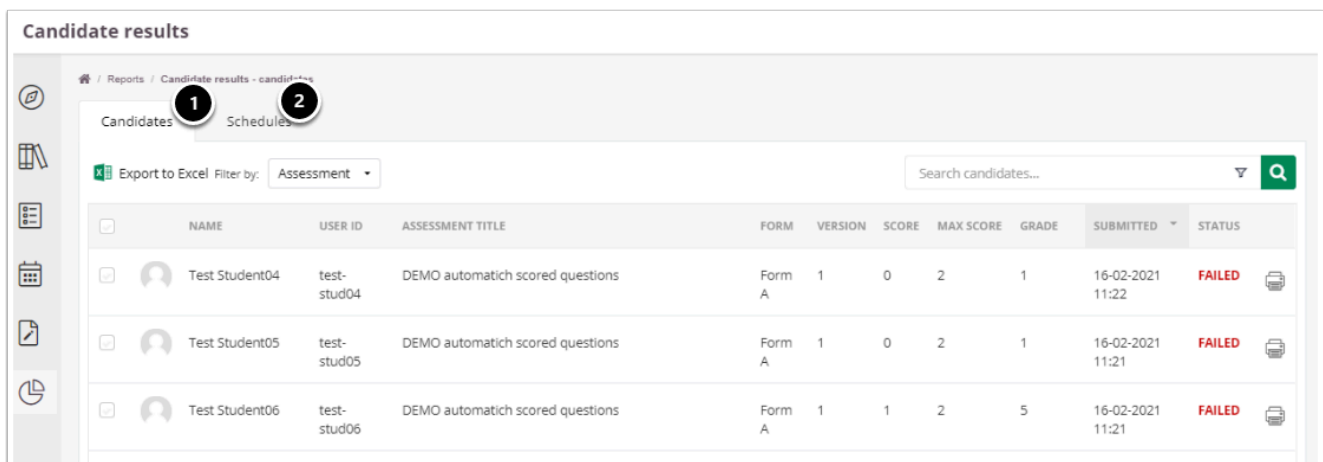 Candidate results
/ Reports / Candidate results - candidates
1
2
Candidates
Schedules
Export to Excel Filter by: Assessment
Search candidates...
NAME USER ID ASSESSMENT TITLE FORM VERSION SCORE MAX SCORE GRADE SUBMITTED STATUS
Test Student04 test- DEMO automatich scored questions Form 1 0 2 1 16-02-2021 FAILED
stud04 A 11:22
Test Student05 test- DEMO automatich scored questions Form 1 0 2 1 16-02-2021 FAILED
stud05 A 11:21
Test Student06 test- DEMO automatich scored questions Form 1 1 2 5 16-02-2021 FAILED
stud06 A 11:21